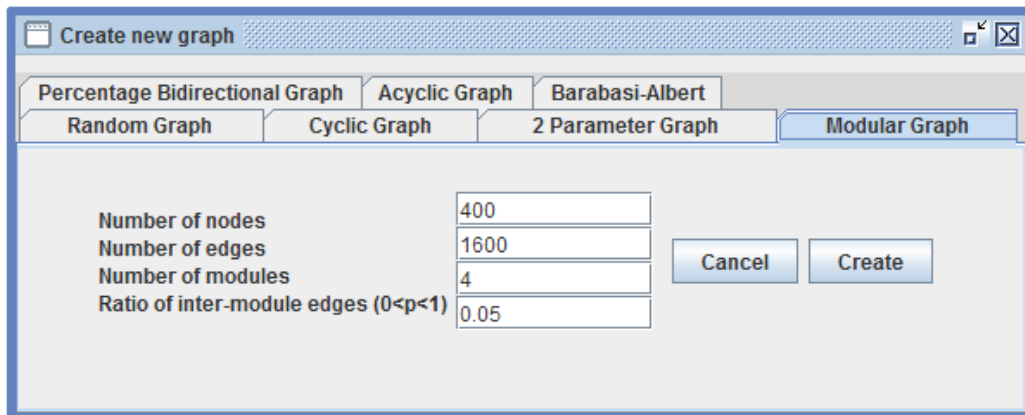 Create new graph
Percentage Bidirectional Graph Acyclic Graph Barabasi-Albert
Random Graph Cyclic Graph 2 Parameter Graph Modular Graph
Number of nodes 400
Number of edges 1600
Number of modules 4
Ratio of inter-module edges (0<p<1) 0.05
Cancel Create